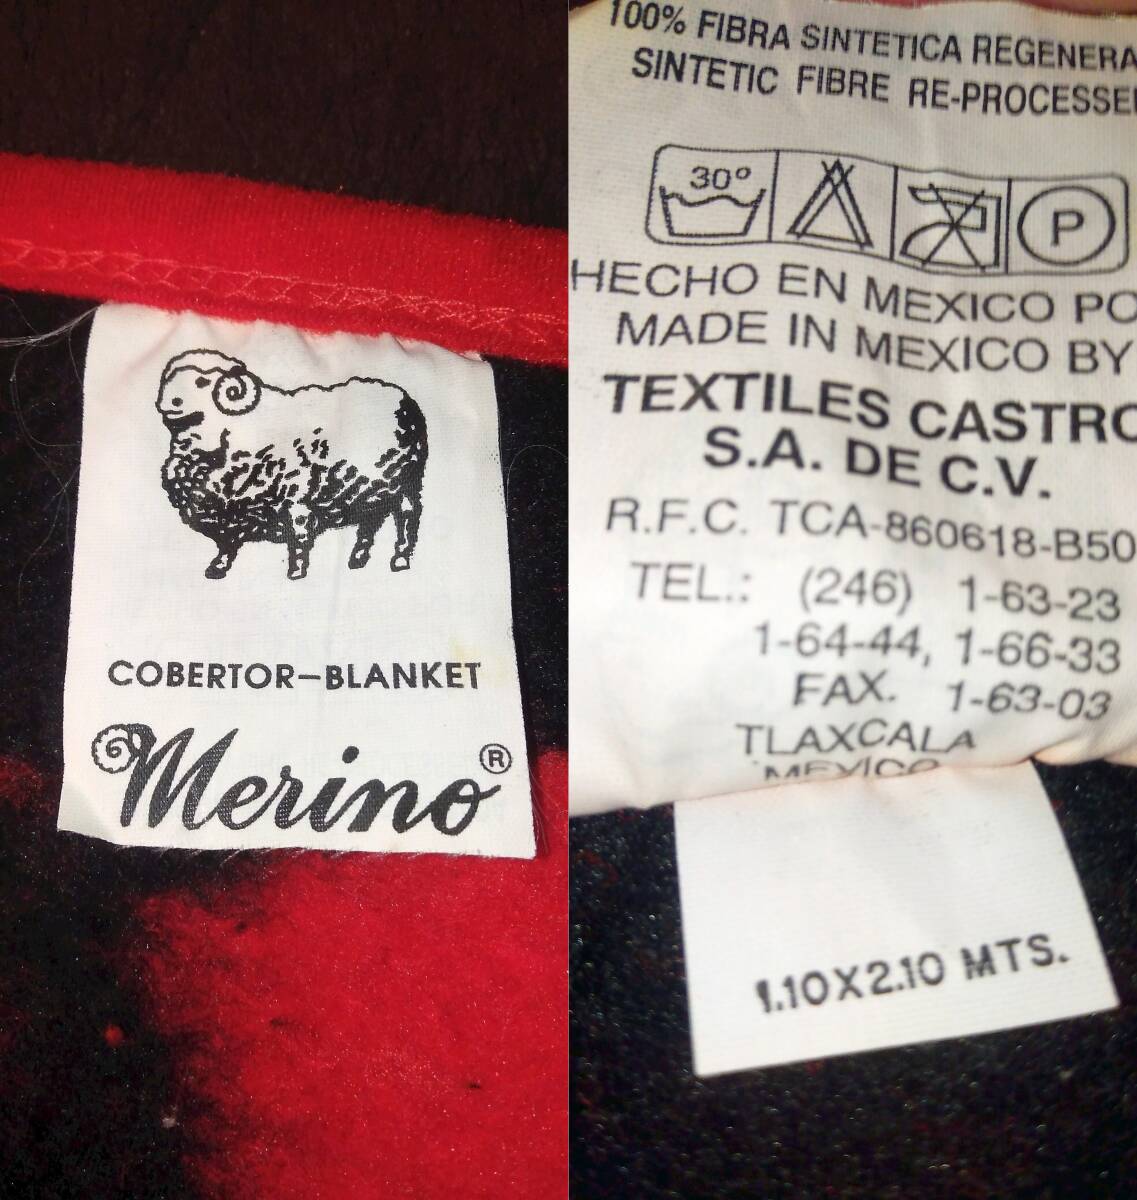 COBERTOR-BLANKET
Merino ®
100% FIBRA SINTETICA REGENERA
SINTETIC FIBRE RE-PROCESSE
30°
P
HECHO EN MEXICO PO
MADE IN MEXICO BY
TEXTILES CASTRO
S.A. DE C.V.
R.F.C. TCA-860618-B50
TEL.: (246) 1-63-23
1-64-44, 1-66-33
FAX. 1-63-03
TLAXCALA
MEXICO
1.10X2.10 MTS.